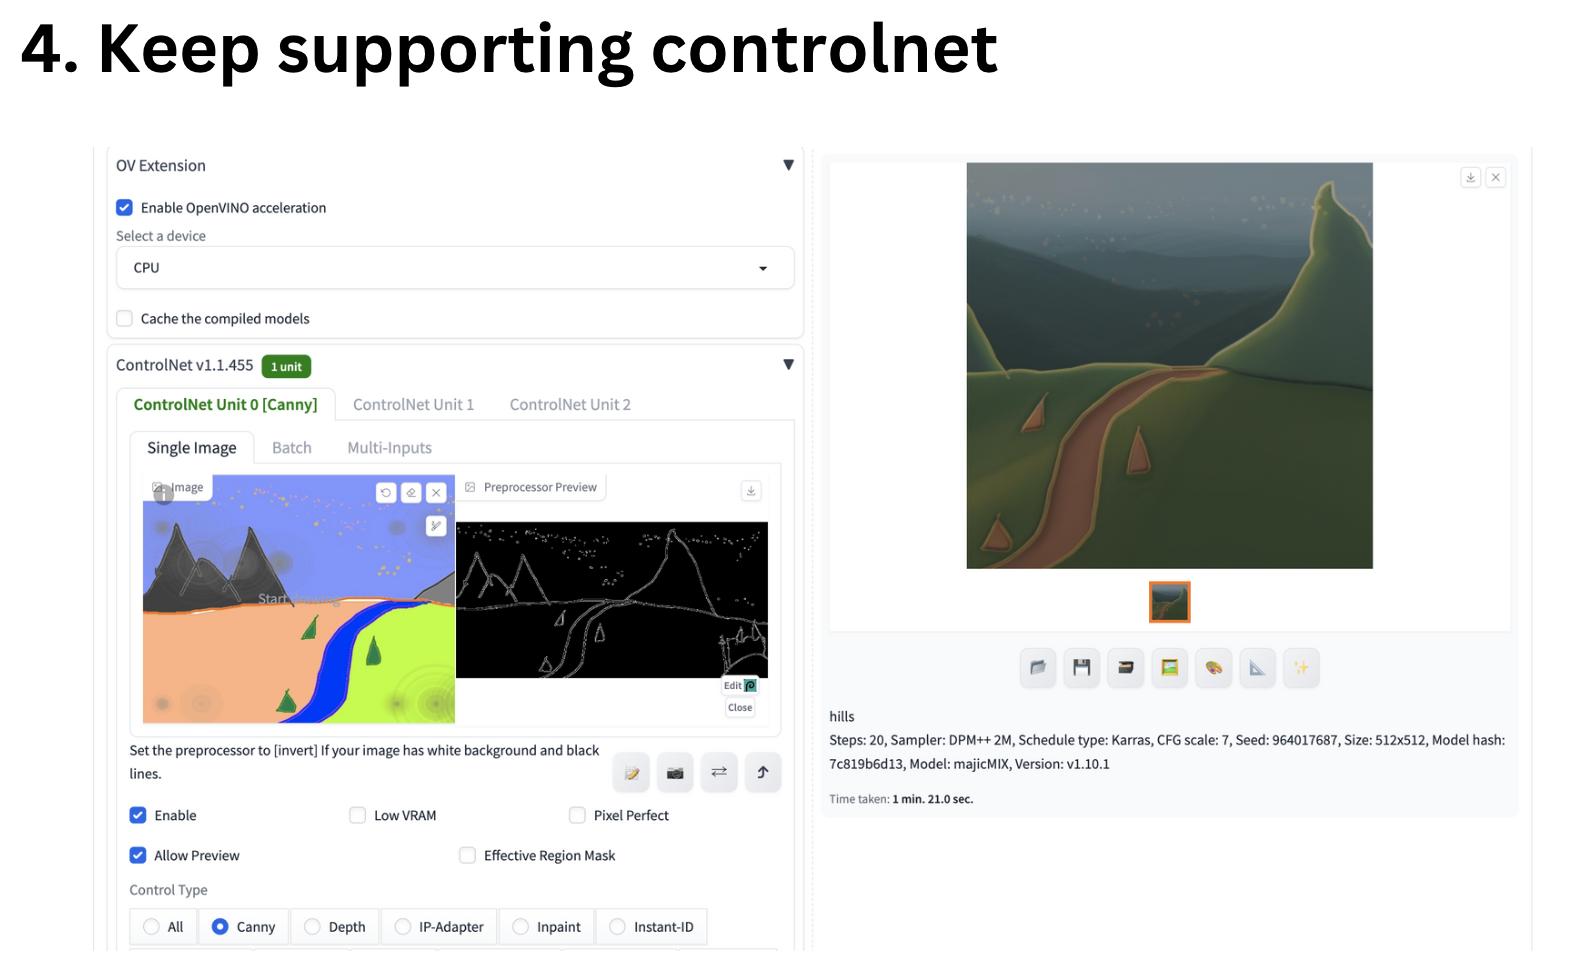 4. Keep supporting controlnet
OV Extension
Enable OpenVINO acceleration
Select a device
CPU
Cache the compiled models
ControlNet v1.1.455 1 unit
ControlNet Unit 0 [Canny] ControlNet Unit 1 ControlNet Unit 2
Single Image Batch Multi-Inputs
Image
Preprocessor Preview
Start drawing
Edit
Close
Set the preprocessor to [invert] If your image has white background and black
lines.
Enable Low VRAM Pixel Perfect
Allow Preview Effective Region Mask
Control Type
All Canny Depth IP-Adapter Inpaint Instant-ID
hills
Steps: 20, Sampler: DPM++ 2M, Schedule type: Karras, CFG scale: 7, Seed: 964017687, Size: 512x512, Model hash:
7c819b6d13, Model: majicMIX, Version: v1.10.1
Time taken: 1 min. 21.0 sec.